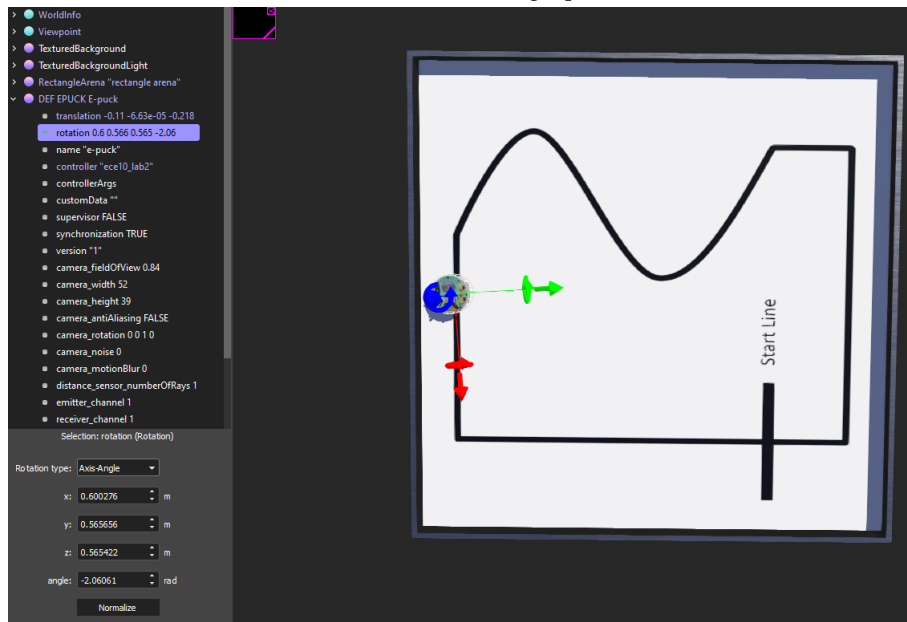 WorldInfo
Viewpoint
TexturedBackground
TexturedBackgroundLight
RectangleArena "rectangle arena"
DEF EPUCK E-puck
translation -0.11 -6.63e-05 -0.218
rotation 0.6 0.566 0.565 -2.06
name "e-puck"
controller "ece10_lab2"
controllerArgs
customData ""
supervisor FALSE
synchronization TRUE
version "1"
camera_fieldOfView 0.84
camera_width 52
camera_height 39
camera_antiAliasing FALSE
camera_rotation 0 0 1 0
camera_noise 0
camera_motionBlur 0
distance_sensor_numberOfRays 1
emitter_channel 1
receiver_channel 1
Selection: rotation (Rotation)
Rotation type: Axis-Angle
x: 0.600276 m
y: 0.565656 m
z: 0.565422 m
angle: -2.06061 rad
Normalize
Start Line